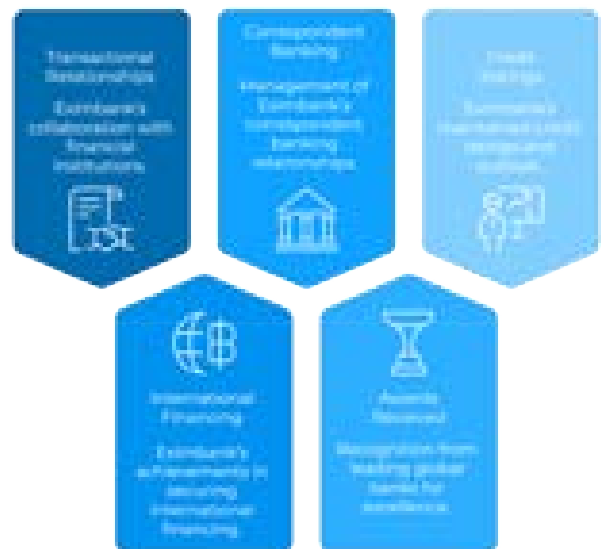 Transactional
Relationships
Eximbank's
collaboration with
financial
institutions.
Correspondent
Banking
Management of
Eximbank's
correspondent
banking
relationships.
Credit
Ratings
Eximbank's
International
Financing
Eximbank's
achievements in
securing
international
financing.
Awards
Received
Recognition from
leading global
banks for
excellence.